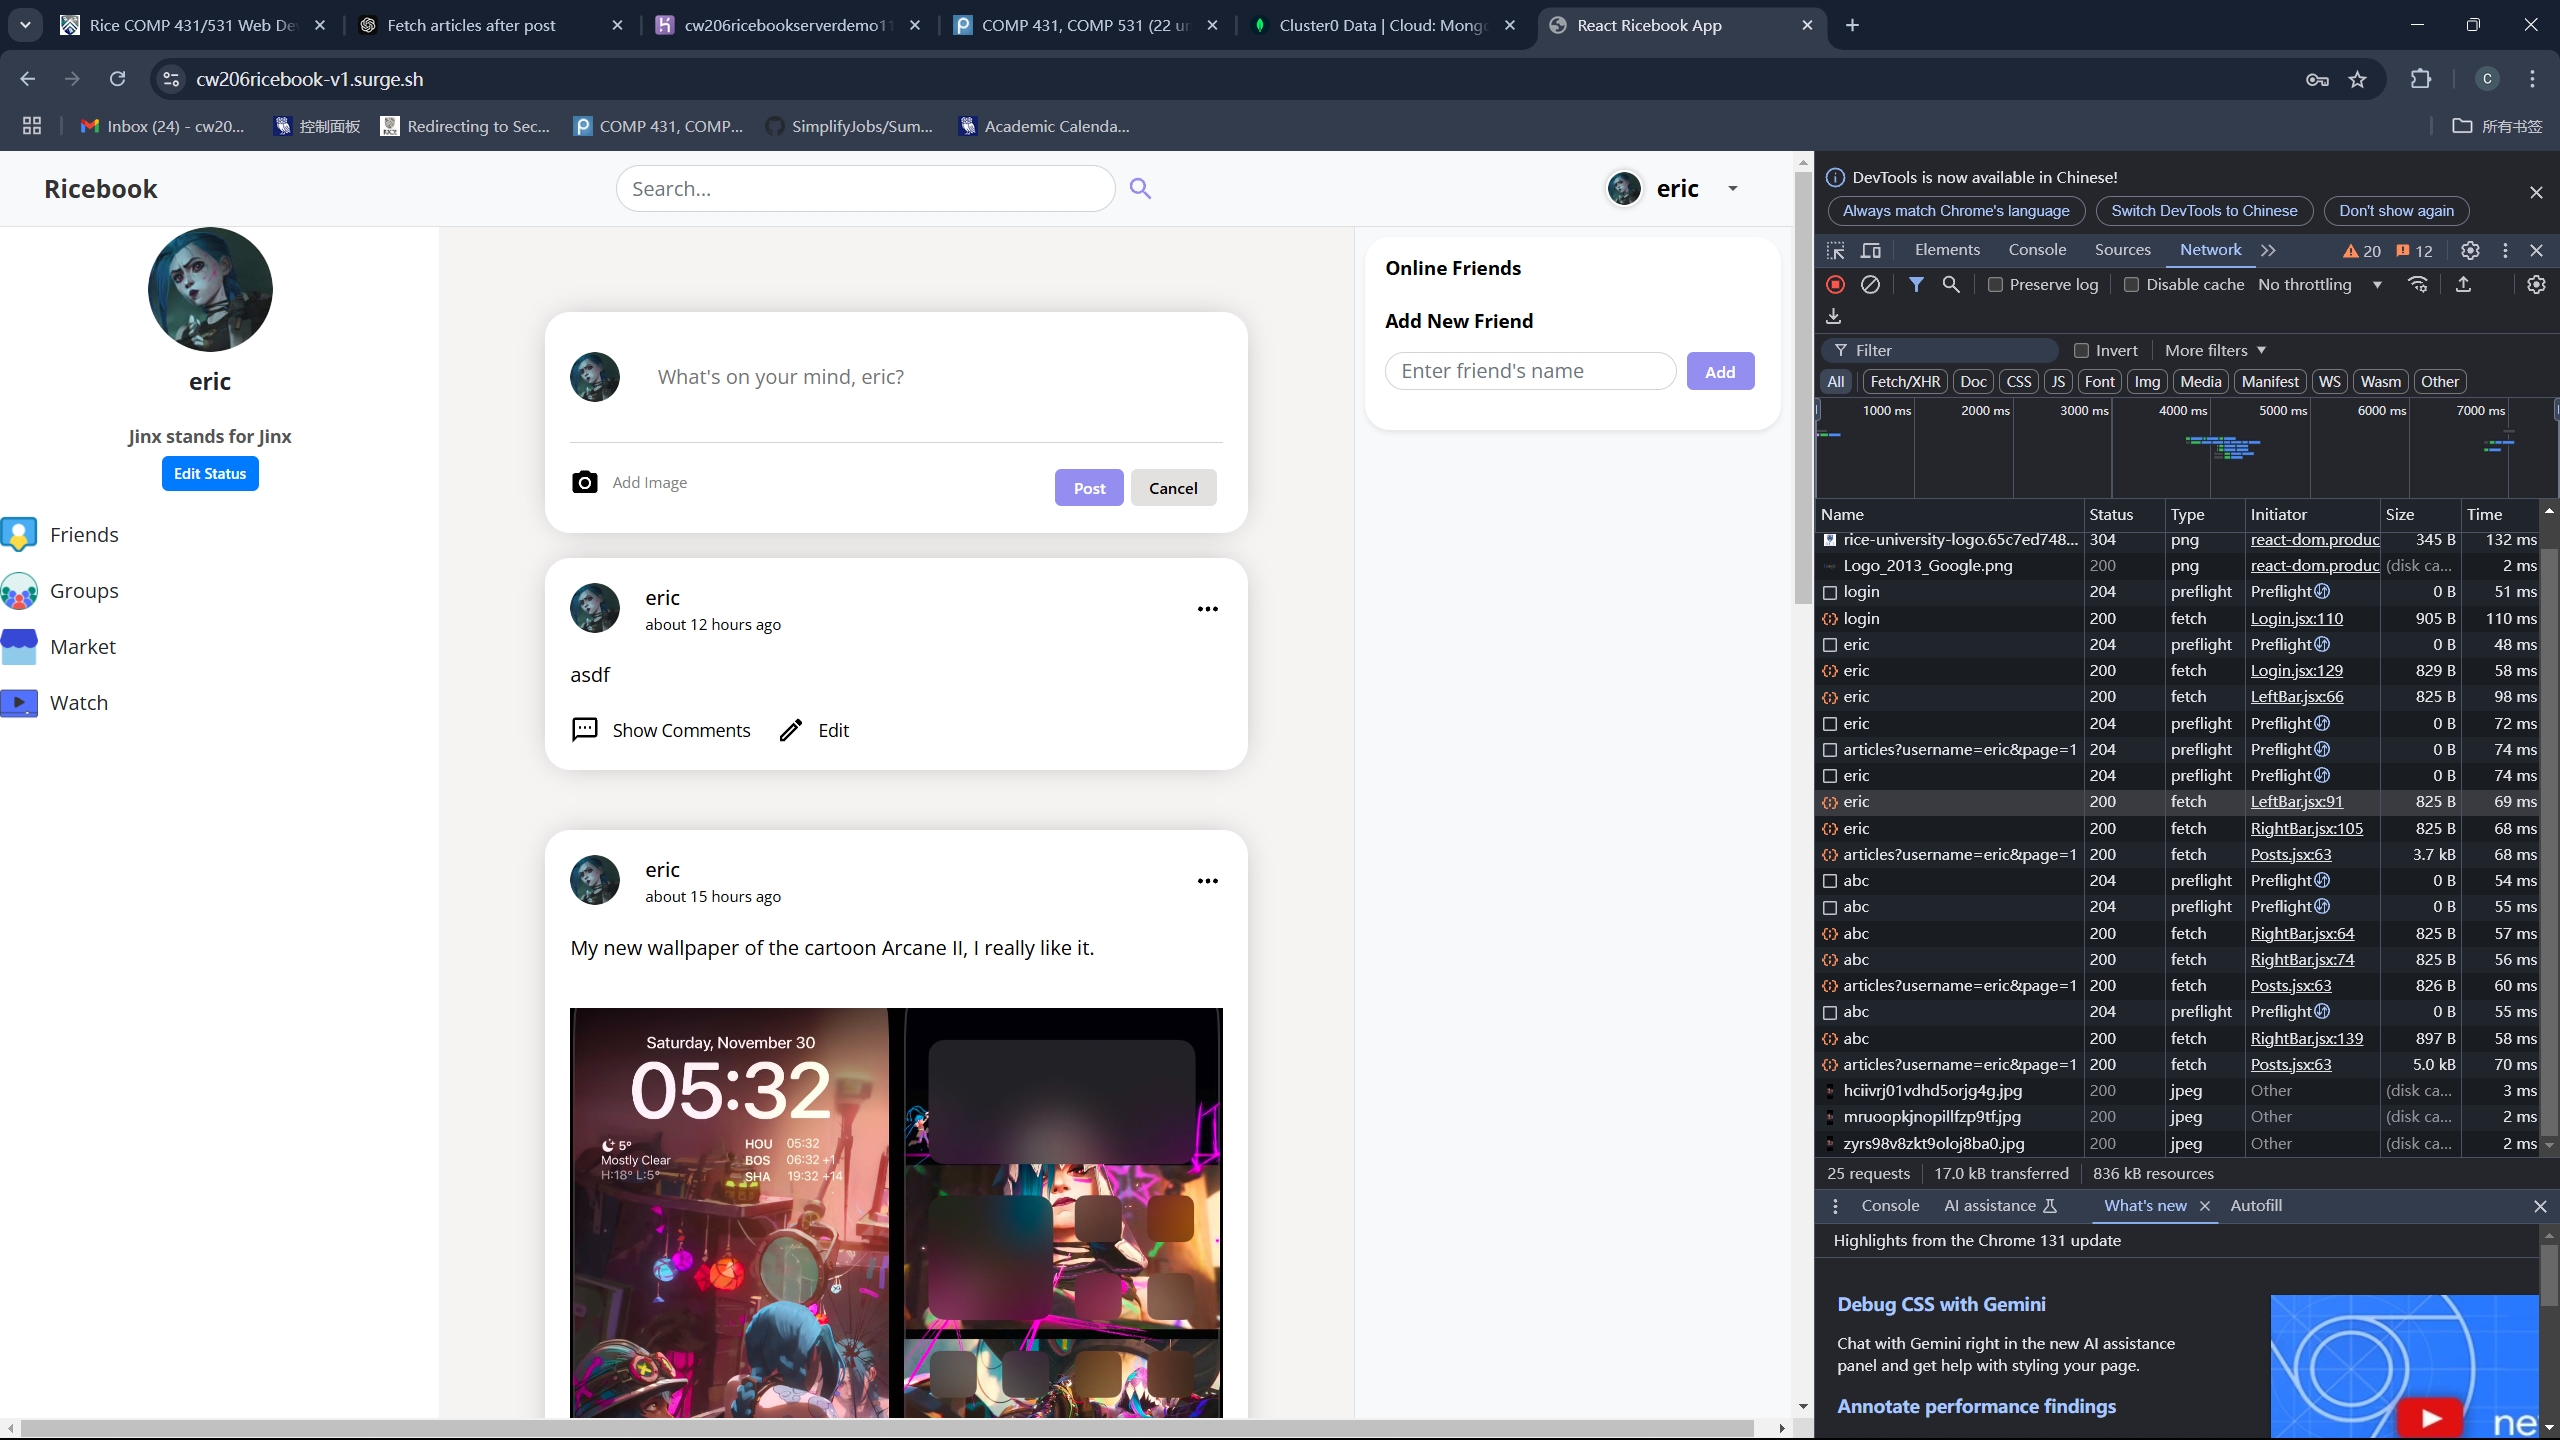 Rice COMP 431/531 Web De
Fetch articles after post
cw206ricebookserverdemo11
COMP 431, COMP 531 (22 un
Cluster0 Data | Cloud: Mong
React Ricebook App
cw206ricebook-v1.surge.sh
C
Inbox (24) - cw20...
控制面板
Redirecting to Sec...
COMP 431, COMP...
SimplifyJobs/Sum...
Academic Calenda...
所有书签
Ricebook
Search...
eric
eric
Jinx stands for Jinx
Edit Status
Friends
Groups
Market
Watch
What's on your mind, eric?
Add Image
Post
Cancel
eric
about 12 hours ago
asdf
Show Comments
Edit
eric
about 15 hours ago
My new wallpaper of the cartoon Arcane II, I really like it.
Saturday, November 30
05:32
5°
Mostly Clear
H:18° L:5°
HOU 05:32
BOS 06:32 +1
SHA 19:32 +14
Online Friends
Add New Friend
Enter friend's name
Add
DevTools is now available in Chinese!
Always match Chrome's language
Switch DevTools to Chinese
Don't show again
Elements
Console
Sources
Network
20
12
Preserve log
Disable cache
No throttling
Filter
Invert
More filters
All
Fetch/XHR
Doc
CSS
JS
Font
Img
Media
Manifest
WS
Wasm
Other
1000 ms
2000 ms
3000 ms
4000 ms
5000 ms
6000 ms
7000 ms
Name Status Type Initiator Size Time
rice-university-logo.65c7ed748... 304 png react-dom.produc 345 B 132 ms
Logo_2013_Google.png 200 png react-dom.produc (disk ca... 2 ms
login 204 preflight Preflight 0 B 51 ms
login 200 fetch Login.jsx:110 905 B 110 ms
eric 204 preflight Preflight 0 B 48 ms
eric 200 fetch Login.jsx:129 829 B 58 ms
eric 200 fetch LeftBar.jsx:66 825 B 98 ms
eric 204 preflight Preflight 0 B 72 ms
articles?username=eric&page=1 204 preflight Preflight 0 B 74 ms
eric 204 preflight Preflight 0 B 74 ms
eric 200 fetch LeftBar.jsx:91 825 B 69 ms
eric 200 fetch RightBar.jsx:105 825 B 68 ms
articles?username=eric&page=1 200 fetch Posts.jsx:63 3.7 kB 68 ms
abc 204 preflight Preflight 0 B 54 ms
abc 204 preflight Preflight 0 B 55 ms
abc 200 fetch RightBar.jsx:64 825 B 57 ms
abc 200 fetch RightBar.jsx:74 825 B 56 ms
articles?username=eric&page=1 200 fetch Posts.jsx:63 826 B 60 ms
abc 204 preflight Preflight 0 B 55 ms
abc 200 fetch RightBar.jsx:139 897 B 58 ms
articles?username=eric&page=1 200 fetch Posts.jsx:63 5.0 kB 70 ms
hciivrj01vdhd5orjg4g.jpg 200 jpeg Other (disk ca... 3 ms
mruoopkjnopillfzp9tf.jpg 200 jpeg Other (disk ca... 2 ms
zyrs98v8zkt9oloj8ba0.jpg 200 jpeg Other (disk ca... 2 ms
25 requests
17.0 kB transferred
836 kB resources
Console
AI assistance
What's new
Autofill
Highlights from the Chrome 131 update
Debug CSS with Gemini
Chat with Gemini right in the new AI assistance
panel and get help with styling your page.
Annotate performance findings
ne